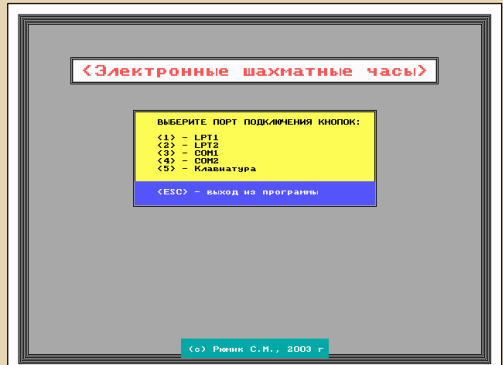 <Электронные шахматные часы>
ВЫБЕРИТЕ ПОРТ ПОДКЛЮЧЕНИЯ КНОПОК:
<1> - LPT1
<2> - LPT2
<3> - COM1
<4> - COM2
<5> - Клавиатура
<ESC> - выход из программы
(c) Рюмик С.М., 2003 г